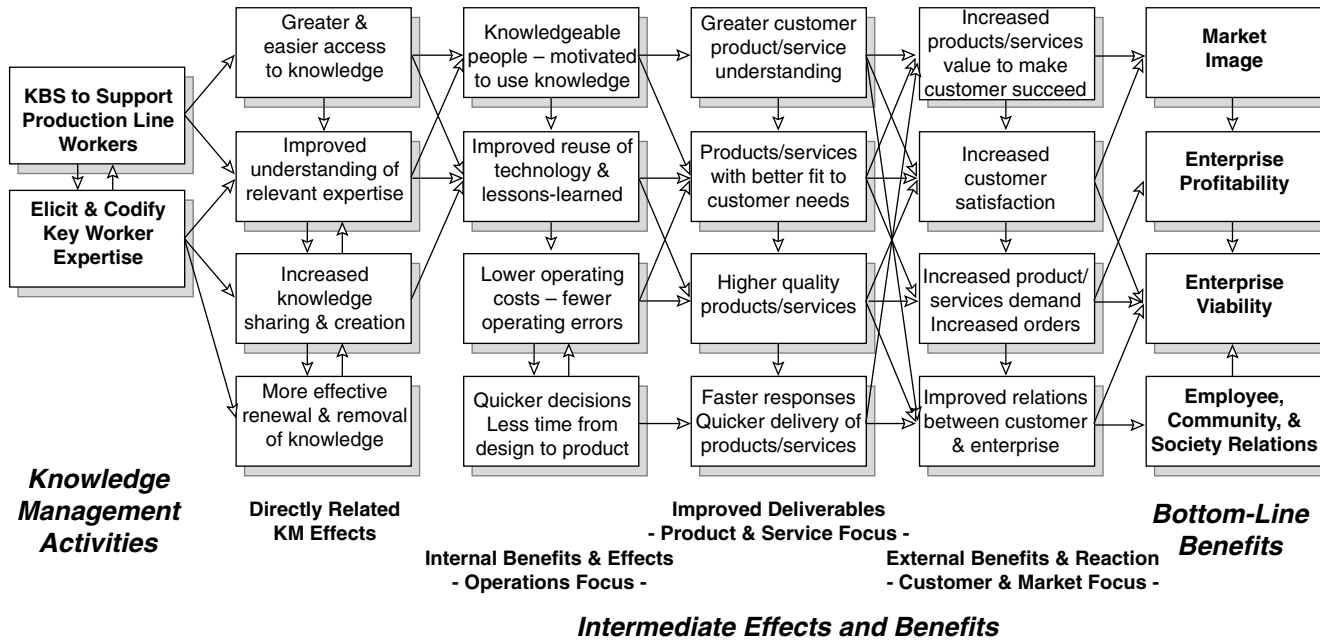 KBS to Support
Production Line
Workers
Elicit & Codify
Key Worker
Expertise
Knowledge
Management
Activities
Greater &
easier access
to knowledge
Improved
understanding of
relevant expertise
Increased
knowledge
sharing & creation
More effective
renewal & removal
of knowledge
Directly Related
KM Effects
Knowledgeable
people – motivated
to use knowledge
Improved reuse of
technology &
lessons-learned
Lower operating
costs – fewer
operating errors
Quicker decisions
Less time from
design to product
Internal Benefits & Effects
- Operations Focus -
Greater customer
product/service
understanding
Products/services
with better fit to
customer needs
Higher quality
products/services
Faster responses
Quicker delivery of
products/services
Improved Deliverables
- Product & Service Focus -
Increased
products/services
value to make
customer succeed
Increased
customer
satisfaction
Increased product/
services demand
Increased orders
Improved relations
between customer
& enterprise
External Benefits & Reaction
- Customer & Market Focus -
Market
Image
Enterprise
Profitability
Enterprise
Viability
Employee,
Community, &
Society Relations
Bottom-Line
Benefits
Intermediate Effects and Benefits